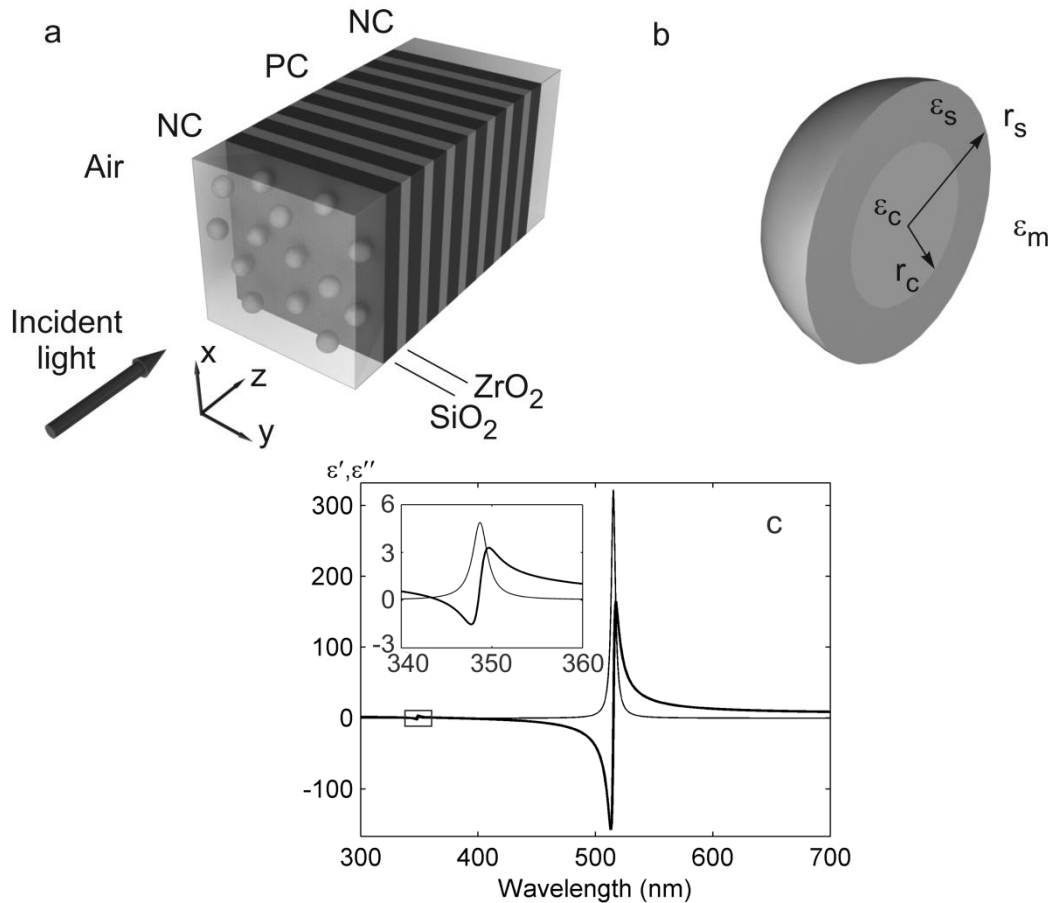 a
NC
PC
NC
Air
Incident
light
x
z
y
ZrO₂
SiO₂
b
εs
rs
εc
εm
rc
ε′,ε″
c
300
200
100
0
-100
6
3
0
-3
340
350
360
300
400
500
600
700
Wavelength (nm)